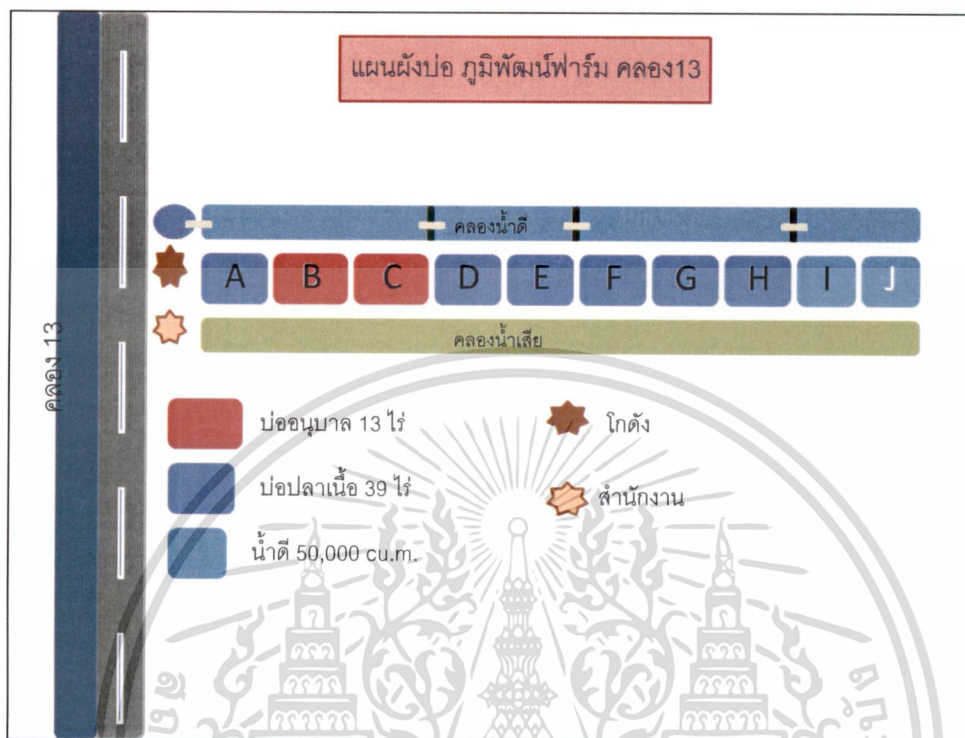 แผนผังบ่อ ภูมิพัฒน์ฟาร์ม คลอง13
คลองน้ำดี
A B C D E F G H I J
คลองน้ำเสีย
คลอง 13
บ่ออนุบาล 13 ไร่
โกดัง
บ่อปลาเนื้อ 39 ไร่
สำนักงาน
น้ำดี 50,000 cu.m.